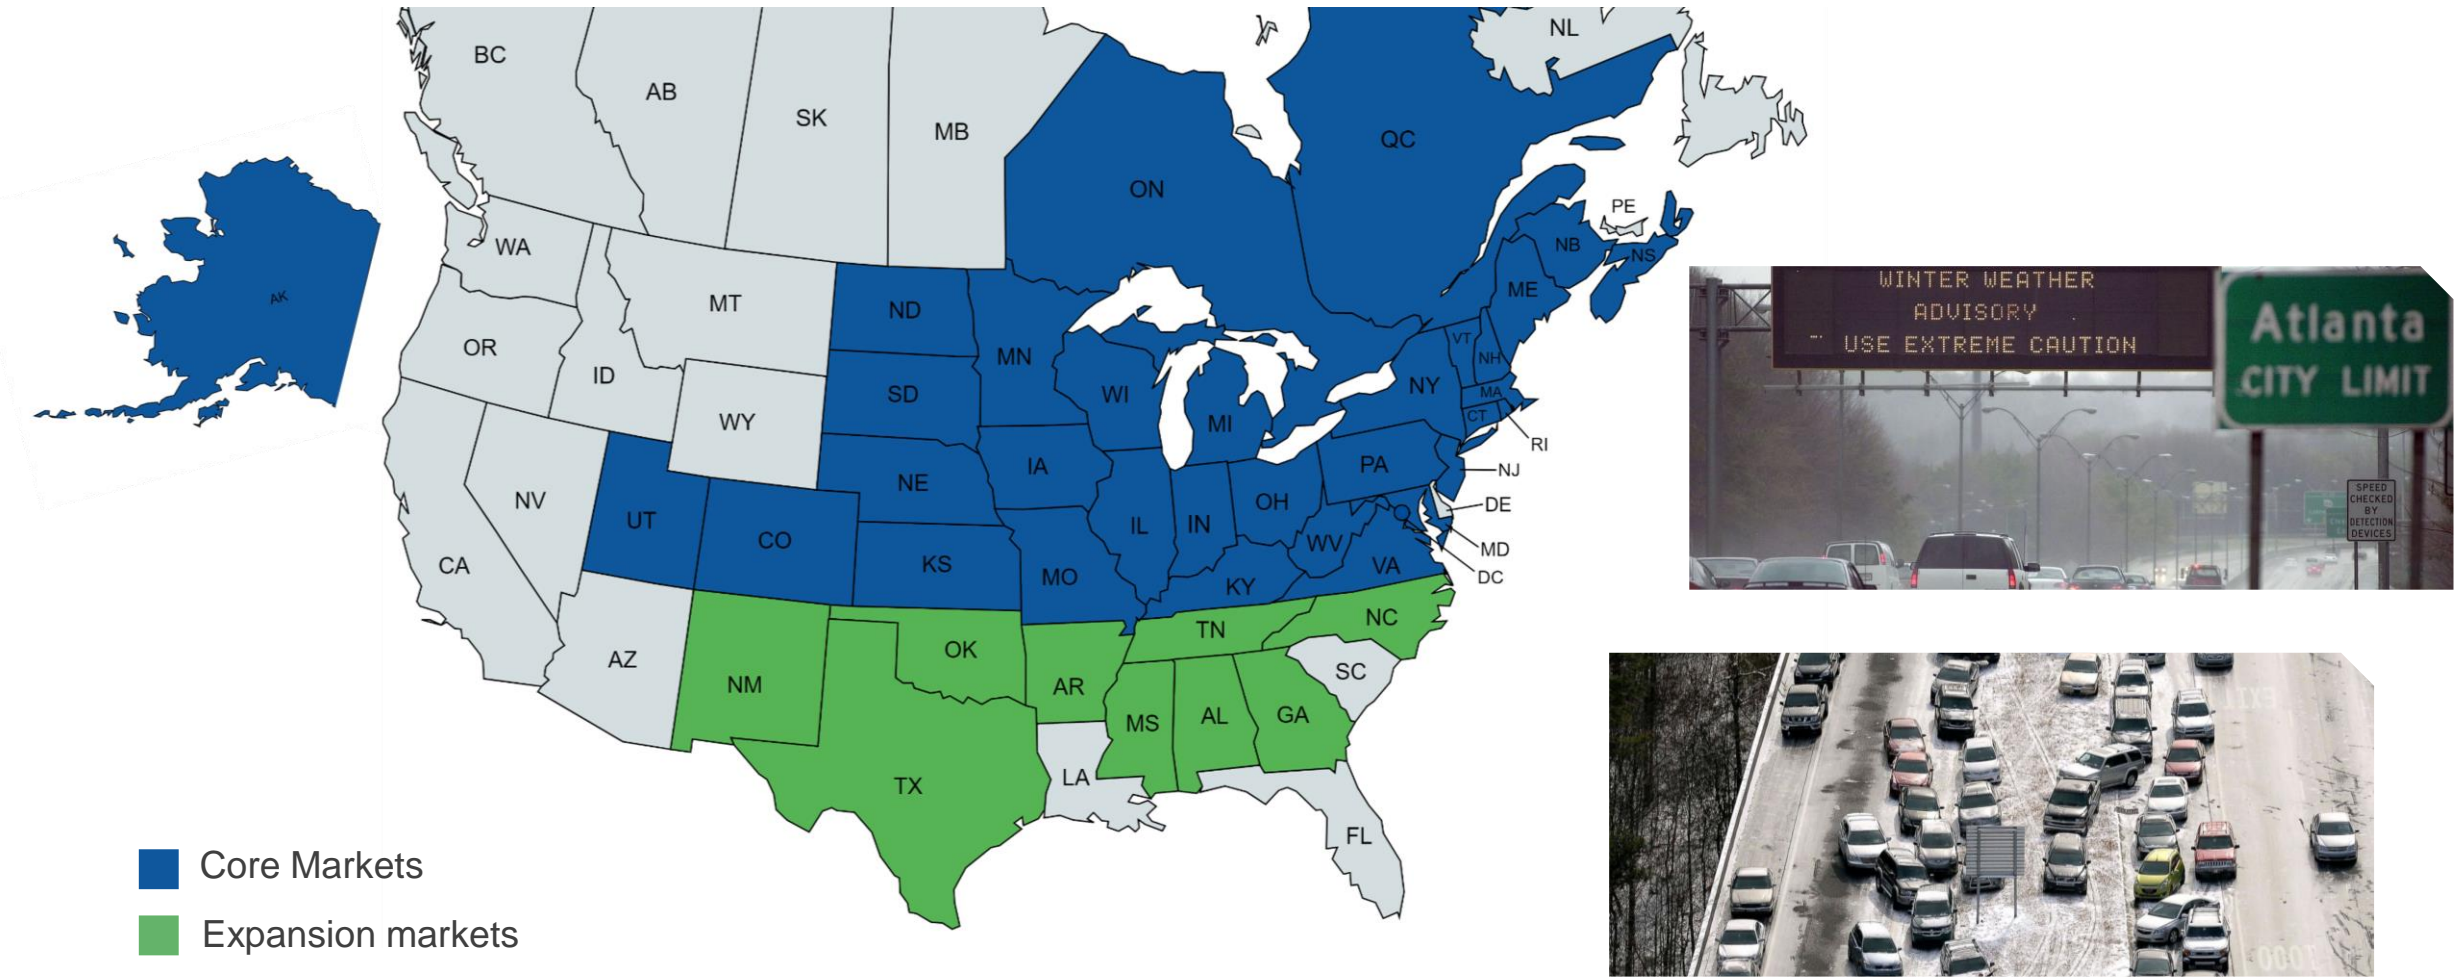 BC
AB
SK
MB
ON
QC
NL
PE
NB
NS
AK
WA
MT
ND
MN
ME
OR
ID
WY
SD
WI
MI
NY
VT
NH
MA
CT
RI
NV
UT
CO
NE
IA
IL
IN
OH
PA
NJ
DE
MD
DC
CA
KS
MO
KY
WV
VA
AZ
NM
OK
AR
TN
NC
SC
TX
LA
MS
AL
GA
FL
Core Markets
Expansion markets
WINTER WEATHER
ADVISORY
USE EXTREME CAUTION
Atlanta
CITY LIMIT
SPEED
CHECKED
BY
DETECTION
DEVICES
EXIT